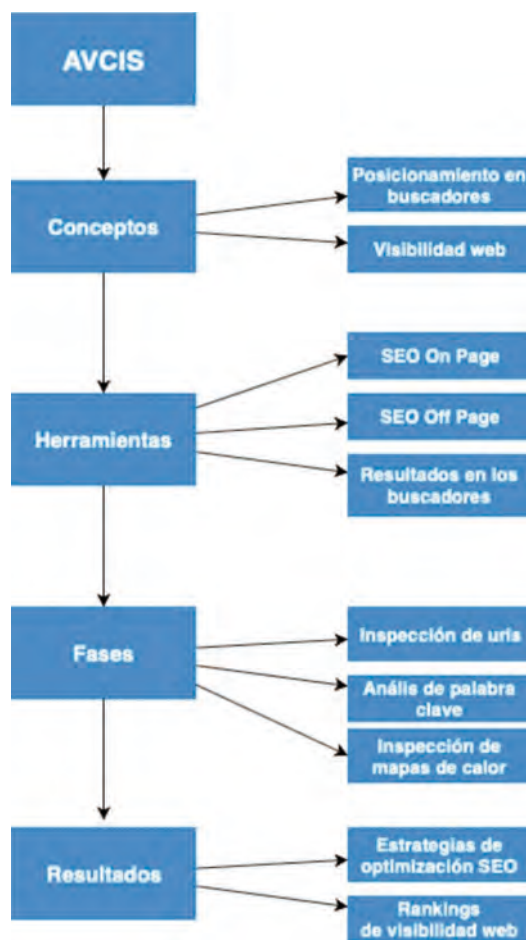 AVCIS
Conceptos
Posicionamiento en
buscadores
Visibilidad web
Herramientas
SEO On Page
SEO Off Page
Resultados en los
buscadores
Fases
Inspección de urls
Anális de palabra
clave
Inspección de
mapas de calor
Resultados
Estrategias de
optimización SEO
Rankings
de visibilidad web